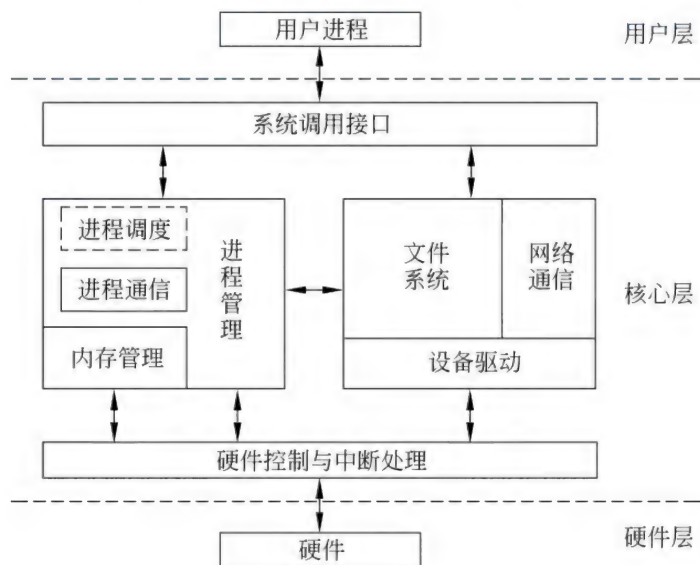 用户进程
用户层
系统调用接口
进程调度
进程通信
进程管理
内存管理
文件系统
网络通信
设备驱动
核心层
硬件控制与中断处理
硬件
硬件层